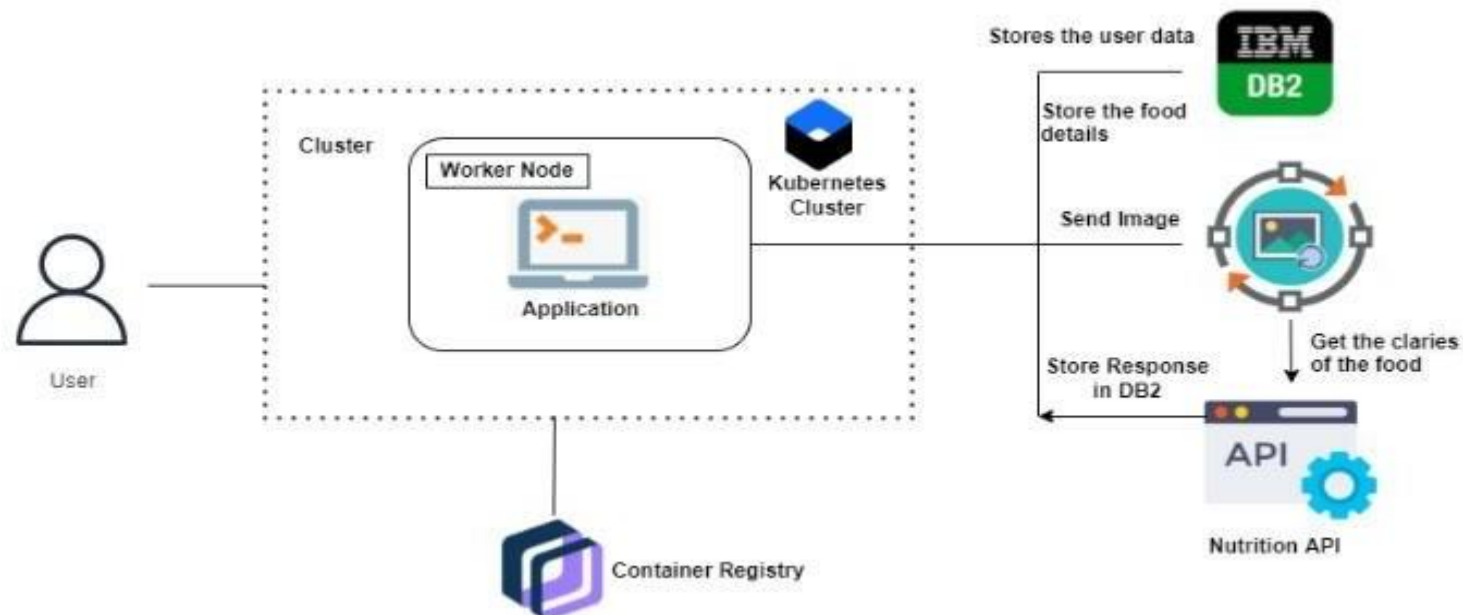 Stores the user data
IBM
DB2
Store the food
details
Cluster
Worker Node
Kubernetes
Cluster
Send Image
Application
User
Get the claries
of the food
Store Response
in DB2
API
Nutrition API
Container Registry